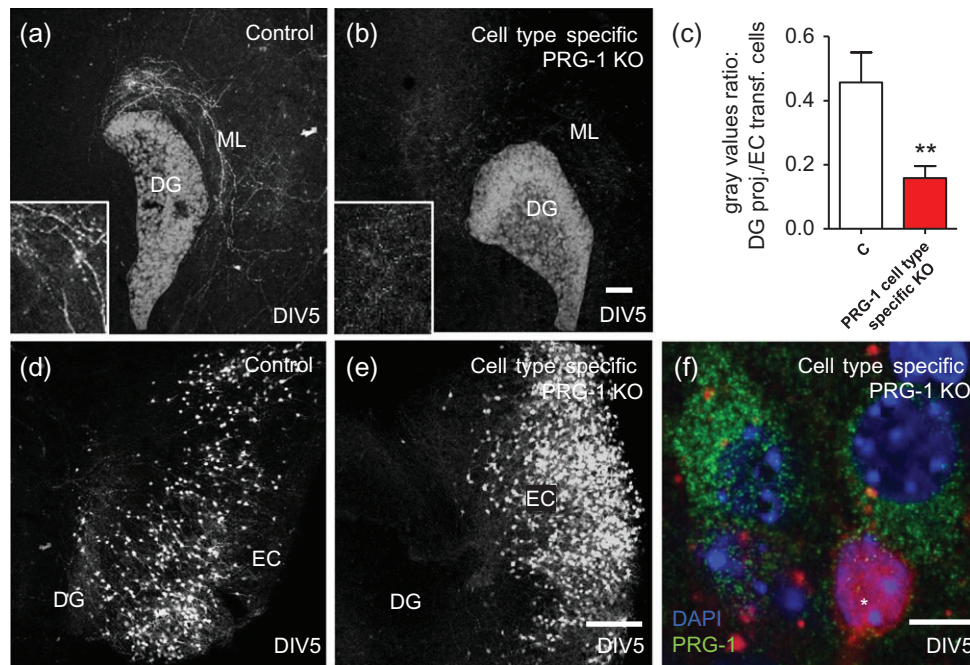 (a)
Control
ML
DG
DIV5
(b)
Cell type specific
PRG-1 KO
ML
DG
DIV5
(c)
gray values ratio:
DG proj./EC transf. cells
0.6
0.4
0.2
0.0
**
C
PRG-1 cell type
specific KO
(d)
Control
EC
DG
DIV5
(e)
Cell type specific
PRG-1 KO
EC
DG
DIV5
(f)
Cell type specific
PRG-1 KO
*
DAPI
PRG-1
DIV5